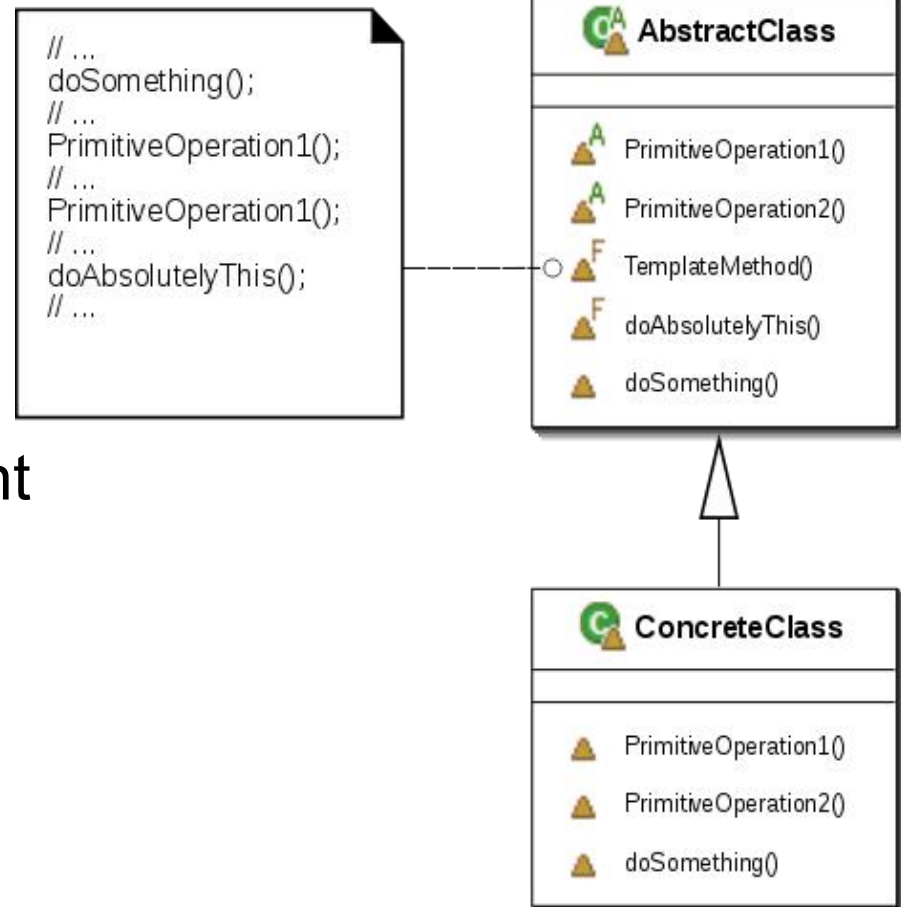 // ...
doSomething();
// ...
PrimitiveOperation1();
// ...
PrimitiveOperation1();
// ...
doAbsolutelyThis();
// ...
nt
C A AbstractClass
A PrimitiveOperation1()
A PrimitiveOperation2()
F TemplateMethod()
F doAbsolutelyThis()
doSomething()
C ConcreteClass
PrimitiveOperation1()
PrimitiveOperation2()
doSomething()